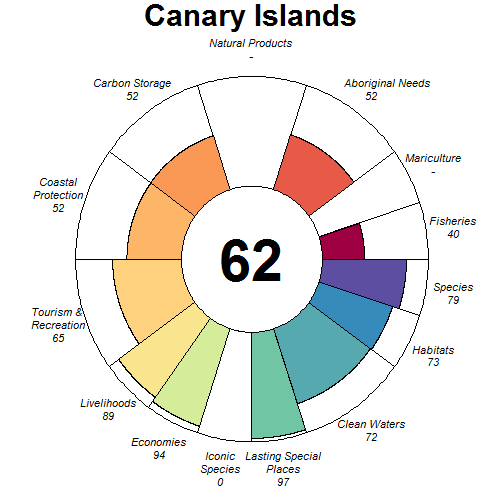 Canary Islands
Natural Products
-
Carbon Storage
52
Aboriginal Needs
52
Mariculture
-
Coastal
Protection
52
Fisheries
40
62
Species
79
Tourism &
Recreation
65
Habitats
73
Livelihoods
89
Clean Waters
72
Economies
94
Iconic
Species
0
Lasting Special
Places
97